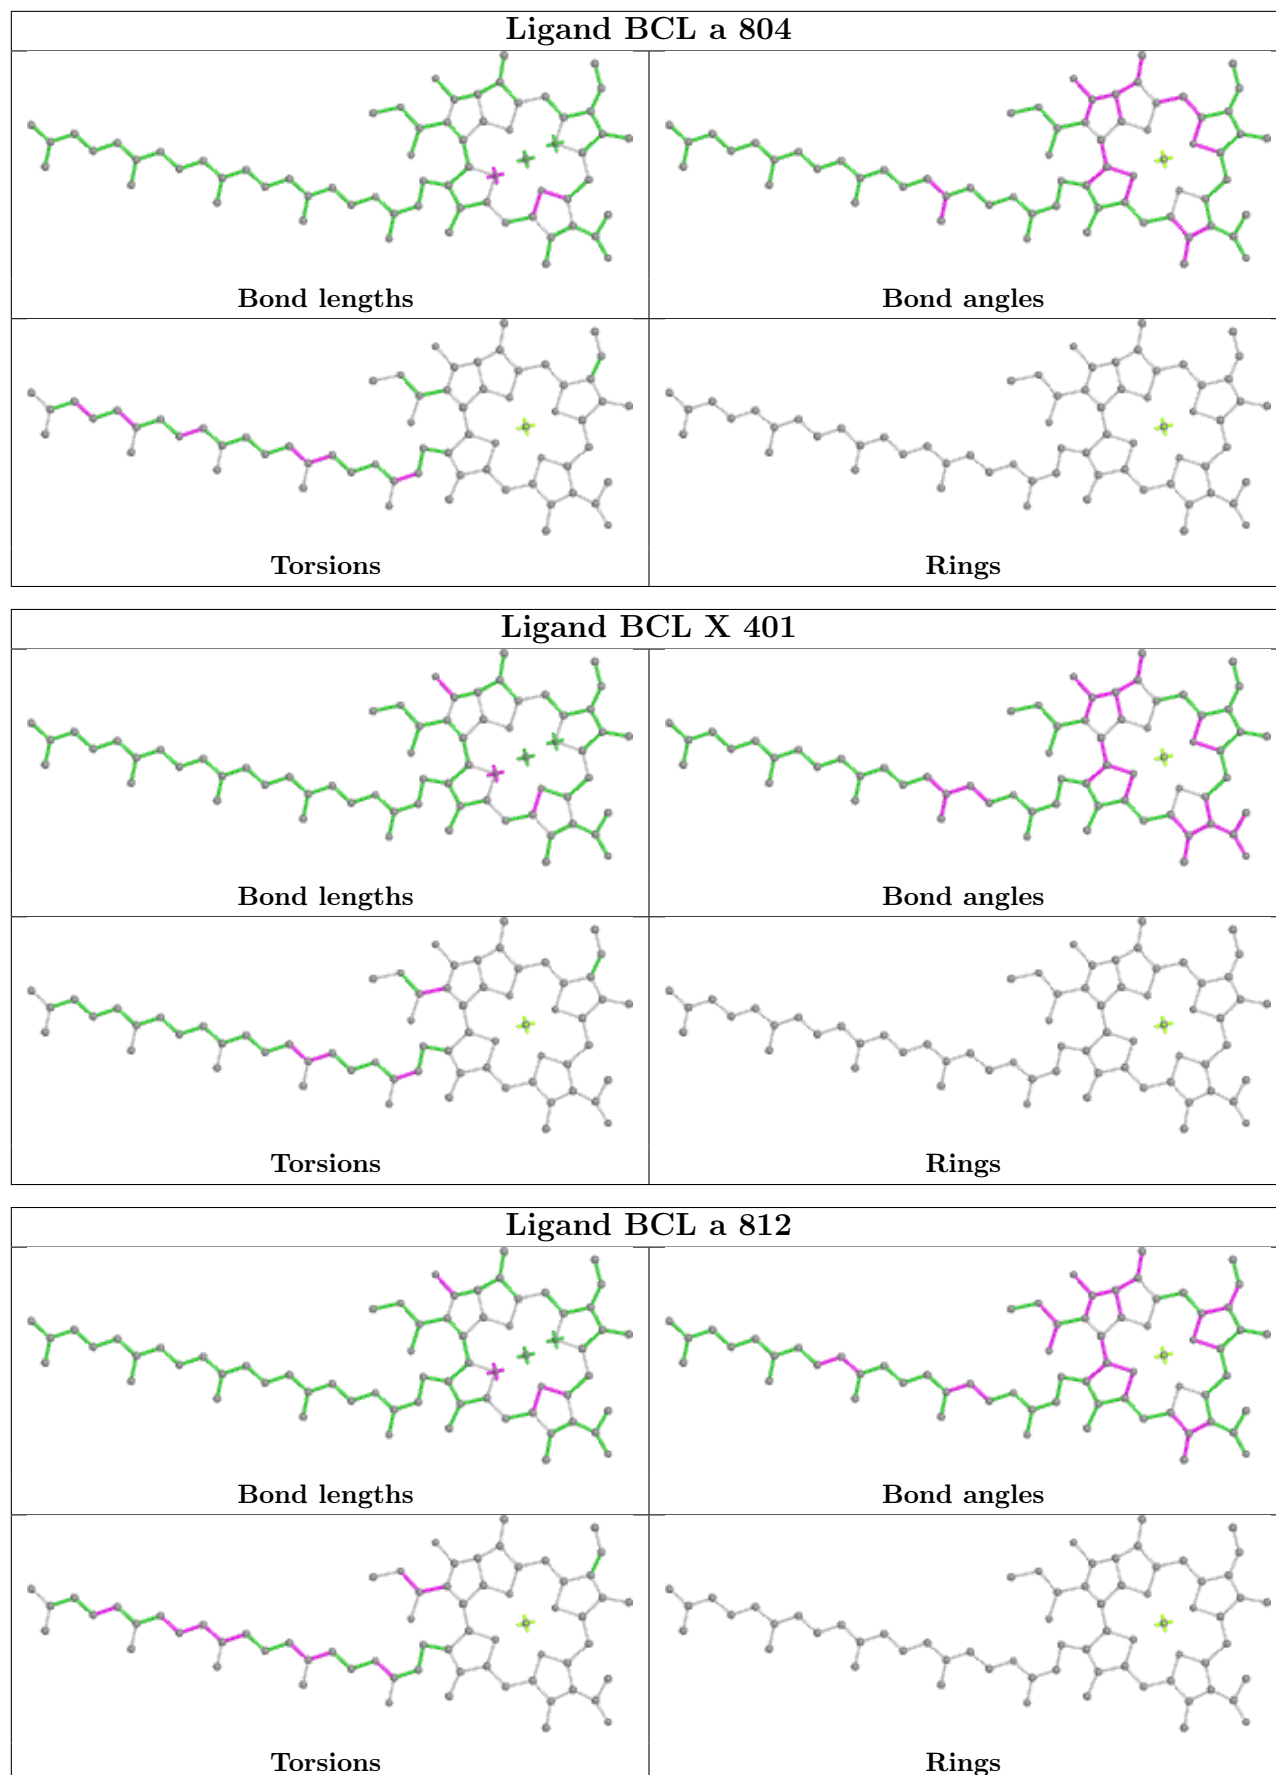 Ligand BCL a 804
Bond lengths
Bond angles
Torsions
Rings
Ligand BCL X 401
Bond lengths
Bond angles
Torsions
Rings
Ligand BCL a 812
Bond lengths
Bond angles
Torsions
Rings